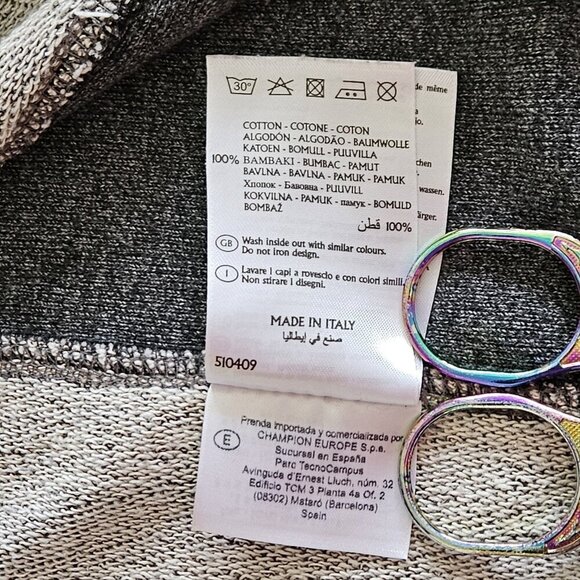 30°
COTTON - COTONE - COTON
ALGODÓN - ALGODÃO - BAUMWOLLE
KATOEN - BOMULL - PUUVILLA
100% BAMBAKI - BUMBAC - PAMUT
BAVLNA - BAVLNA - PAMUK - PAMUK
Хлопок - Бавовна - PUUVILL
KOKVILNA - PAMUK - памук - BOMULD
BOMBAŽ
100% قطن
GB Wash inside out with similar colours.
Do not iron design.
I Lavare i capi a rovescio e con colori simili.
Non stirare i disegni.
MADE IN ITALY
صنع في إيطاليا
510409
de même
chen
wassen.
ärger.
E Prenda importada y comercializada por
CHAMPION EUROPE S.p.a.
Sucursal en España
Parc TecnoCampus
Avinguda d'Ernest Lluch, núm. 32
Edificio TCM 3 Planta 4a Of. 2
(08302) Mataró (Barcelona)
Spain